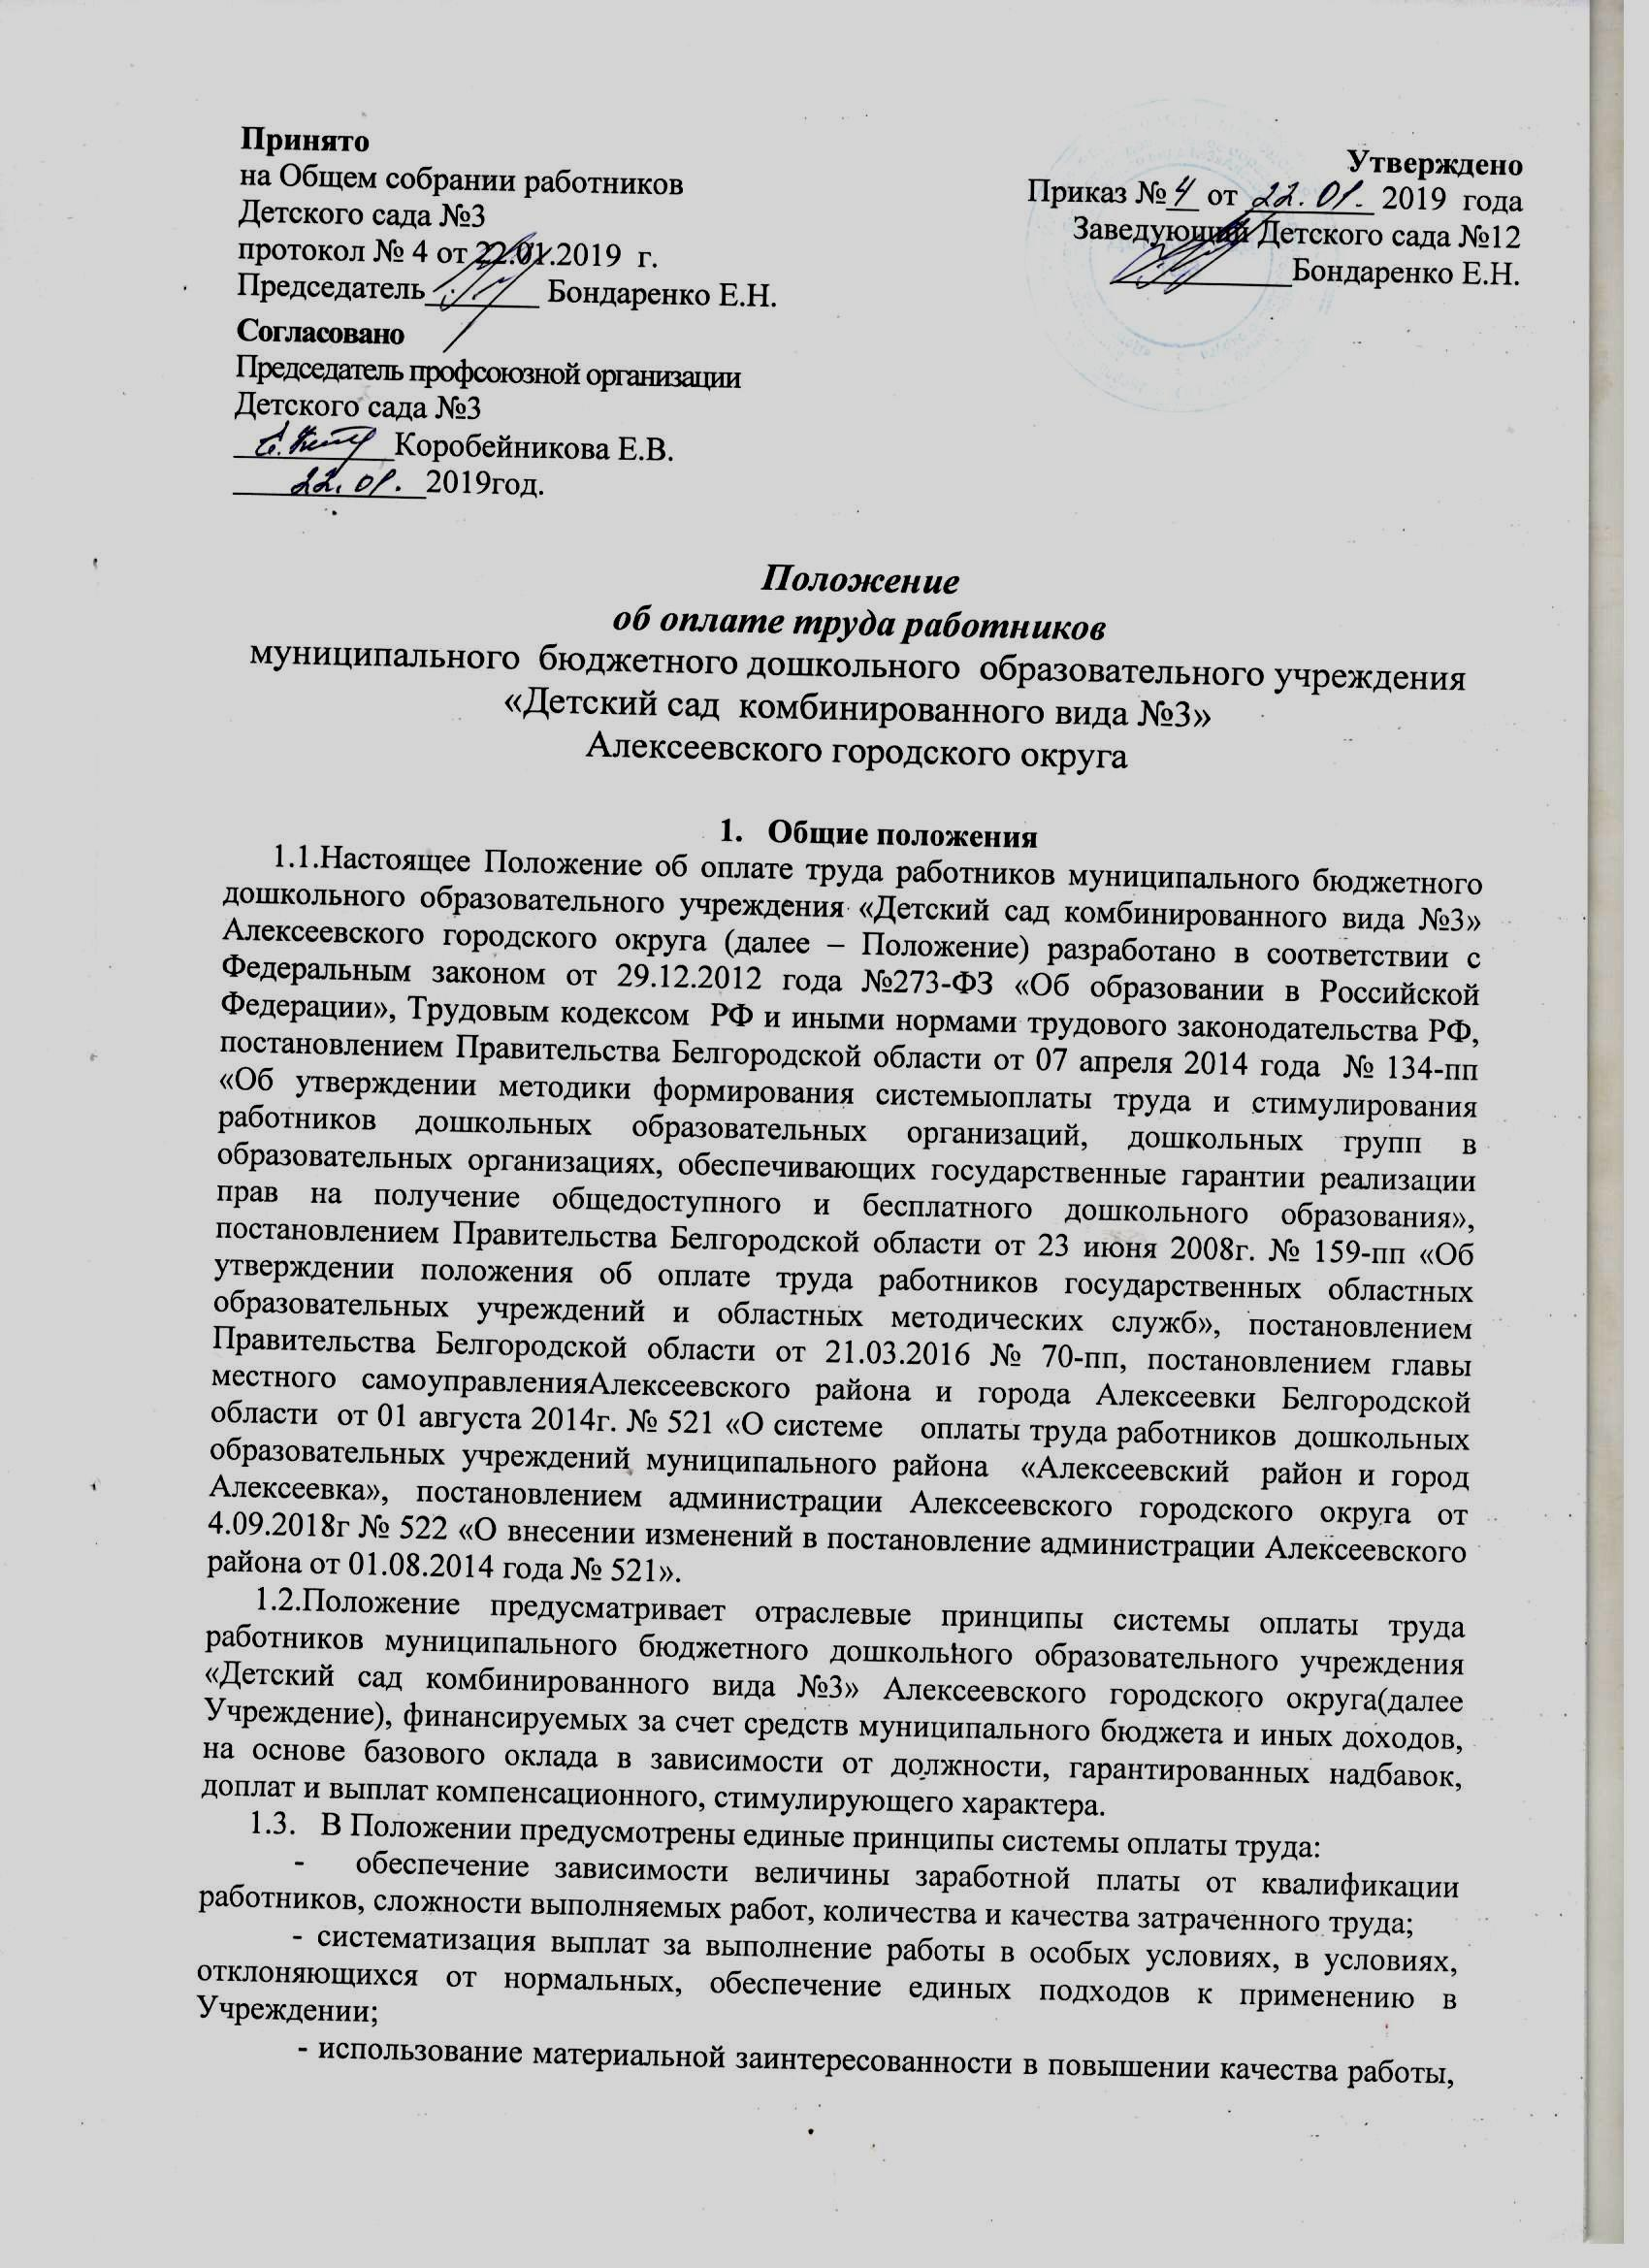 Принято
на Общем собрании работников
Детского сада №3
протокол № 4 от 22.01.2019 г.
Председатель_______ Бондаренко Е.Н.
Согласовано
Председатель профсоюзной организации
Детского сада №3
__________Коробейникова Е.В.
22.01.2019год.
Утверждено
Приказ № 4 от 22.01. 2019 года
Заведующий Детского сада №12
___________Бондаренко Е.Н.
Положение
об оплате труда работников
муниципального бюджетного дошкольного образовательного учреждения
«Детский сад комбинированного вида №3»
Алексеевского городского округа
1. Общие положения
1.1.Настоящее Положение об оплате труда работников муниципального бюджетного
дошкольного образовательного учреждения «Детский сад комбинированного вида №3»
Алексеевского городского округа (далее – Положение) разработано в соответствии с
Федеральным законом от 29.12.2012 года №273-ФЗ «Об образовании в Российской
Федерации», Трудовым кодексом РФ и иными нормами трудового законодательства РФ,
постановлением Правительства Белгородской области от 07 апреля 2014 года № 134-пп
«Об утверждении методики формирования системыоплаты труда и стимулирования
работников дошкольных образовательных организаций, дошкольных групп в
образовательных организациях, обеспечивающих государственные гарантии реализации
прав на получение общедоступного и бесплатного дошкольного образования»,
постановлением Правительства Белгородской области от 23 июня 2008г. № 159-пп «Об
утверждении положения об оплате труда работников государственных областных
образовательных учреждений и областных методических служб», постановлением
Правительства Белгородской области от 21.03.2016 № 70-пп, постановлением главы
местного самоуправленияАлексеевского района и города Алексеевки Белгородской
области от 01 августа 2014г. № 521 «О системе оплаты труда работников дошкольных
образовательных учреждений муниципального района «Алексеевский район и город
Алексеевка», постановлением администрации Алексеевского городского округа от
4.09.2018г № 522 «О внесении изменений в постановление администрации Алексеевского
района от 01.08.2014 года № 521».
1.2.Положение предусматривает отраслевые принципы системы оплаты труда
работников муниципального бюджетного дошкольного образовательного учреждения
«Детский сад комбинированного вида №3» Алексеевского городского округа(далее
Учреждение), финансируемых за счет средств муниципального бюджета и иных доходов,
на основе базового оклада в зависимости от должности, гарантированных надбавок,
доплат и выплат компенсационного, стимулирующего характера.
1.3. В Положении предусмотрены единые принципы системы оплаты труда:
- обеспечение зависимости величины заработной платы от квалификации
работников, сложности выполняемых работ, количества и качества затраченного труда;
- систематизация выплат за выполнение работы в особых условиях, в условиях,
отклоняющихся от нормальных, обеспечение единых подходов к применению в
Учреждении;
- использование материальной заинтересованности в повышении качества работы,